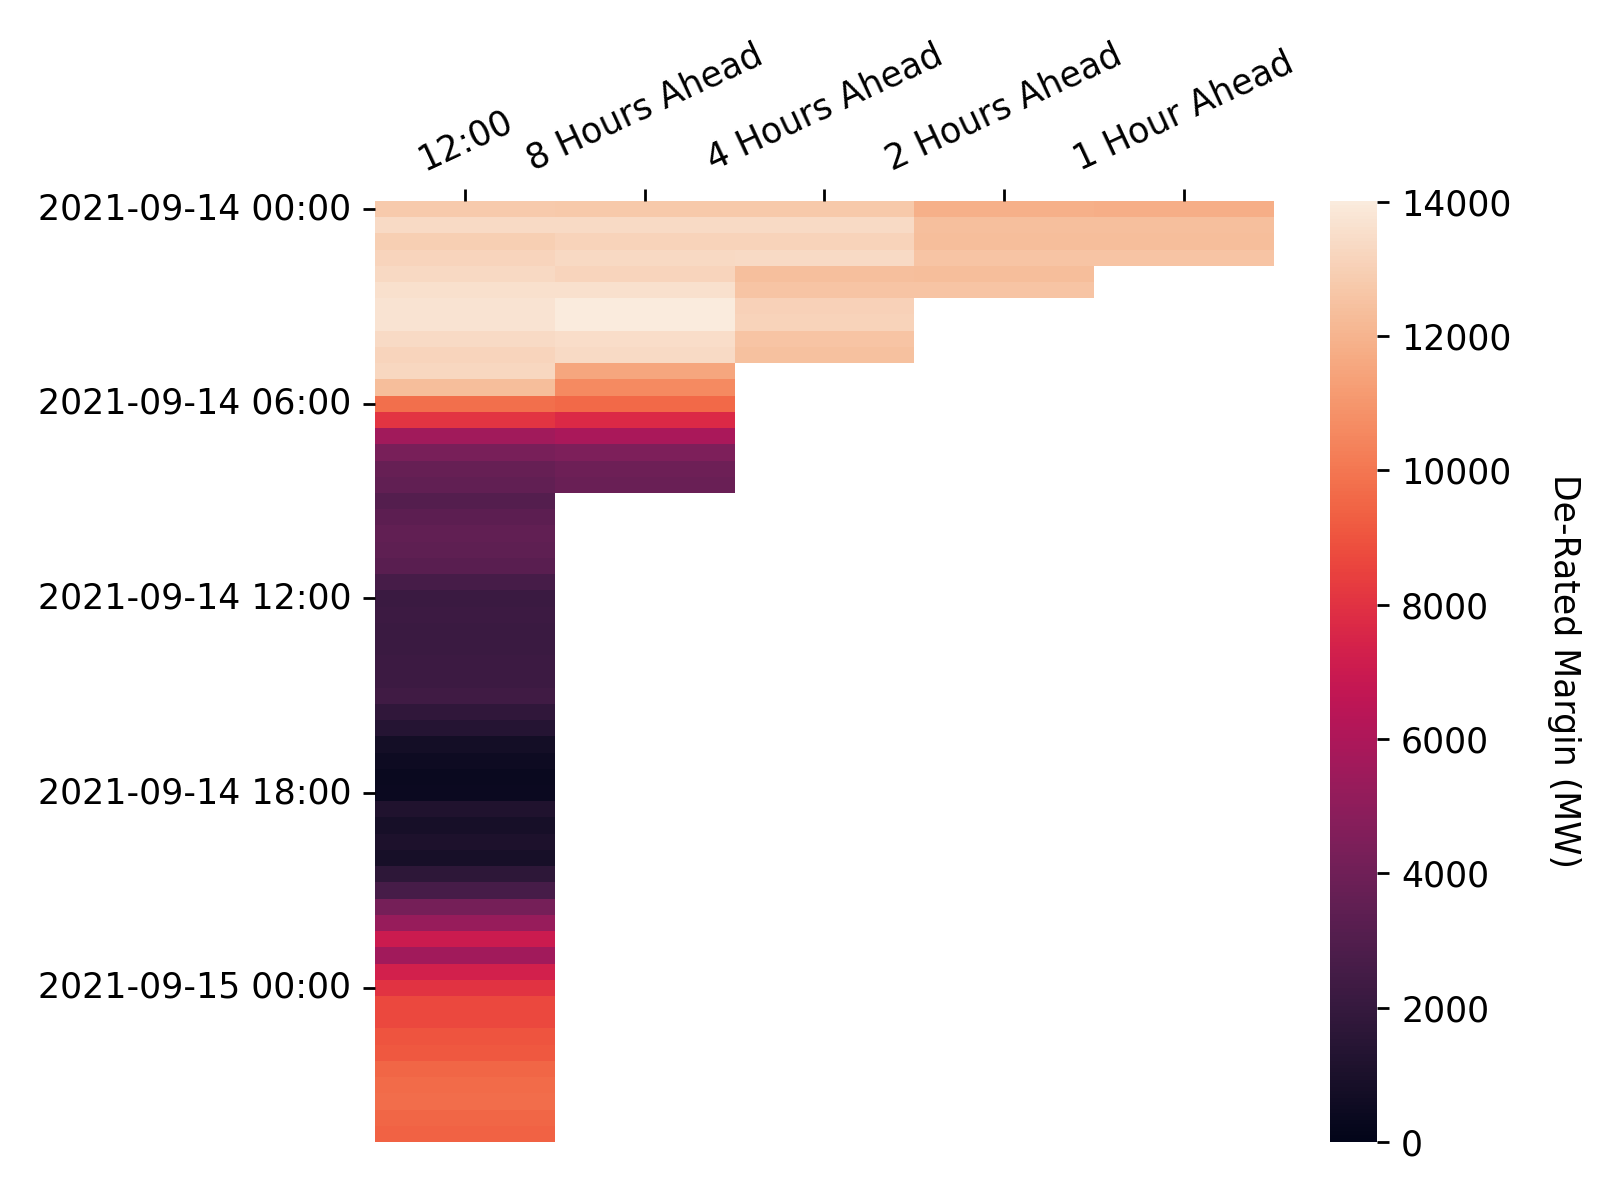 12:00
8 Hours Ahead
4 Hours Ahead
2 Hours Ahead
1 Hour Ahead
2021-09-14 00:00
2021-09-14 06:00
2021-09-14 12:00
2021-09-14 18:00
2021-09-15 00:00
14000
12000
10000
8000
6000
4000
2000
0
De-Rated Margin (MW)